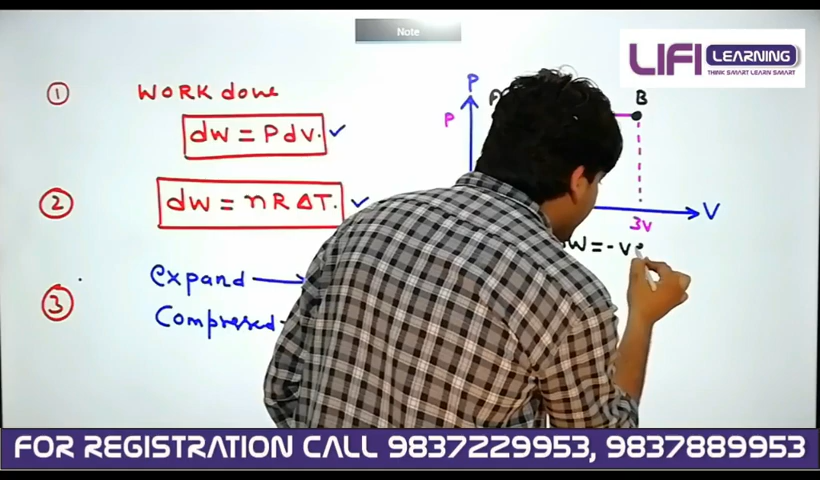 Note
LIFI LEARNING
THINK SMART LEARN SMART
① WORK done
dW = P dV.
② dW = nRΔT.
③ expand
Compressed
P
A
B
P
V
3V
W = -V
FOR REGISTRATION CALL 9837229953, 9837889953